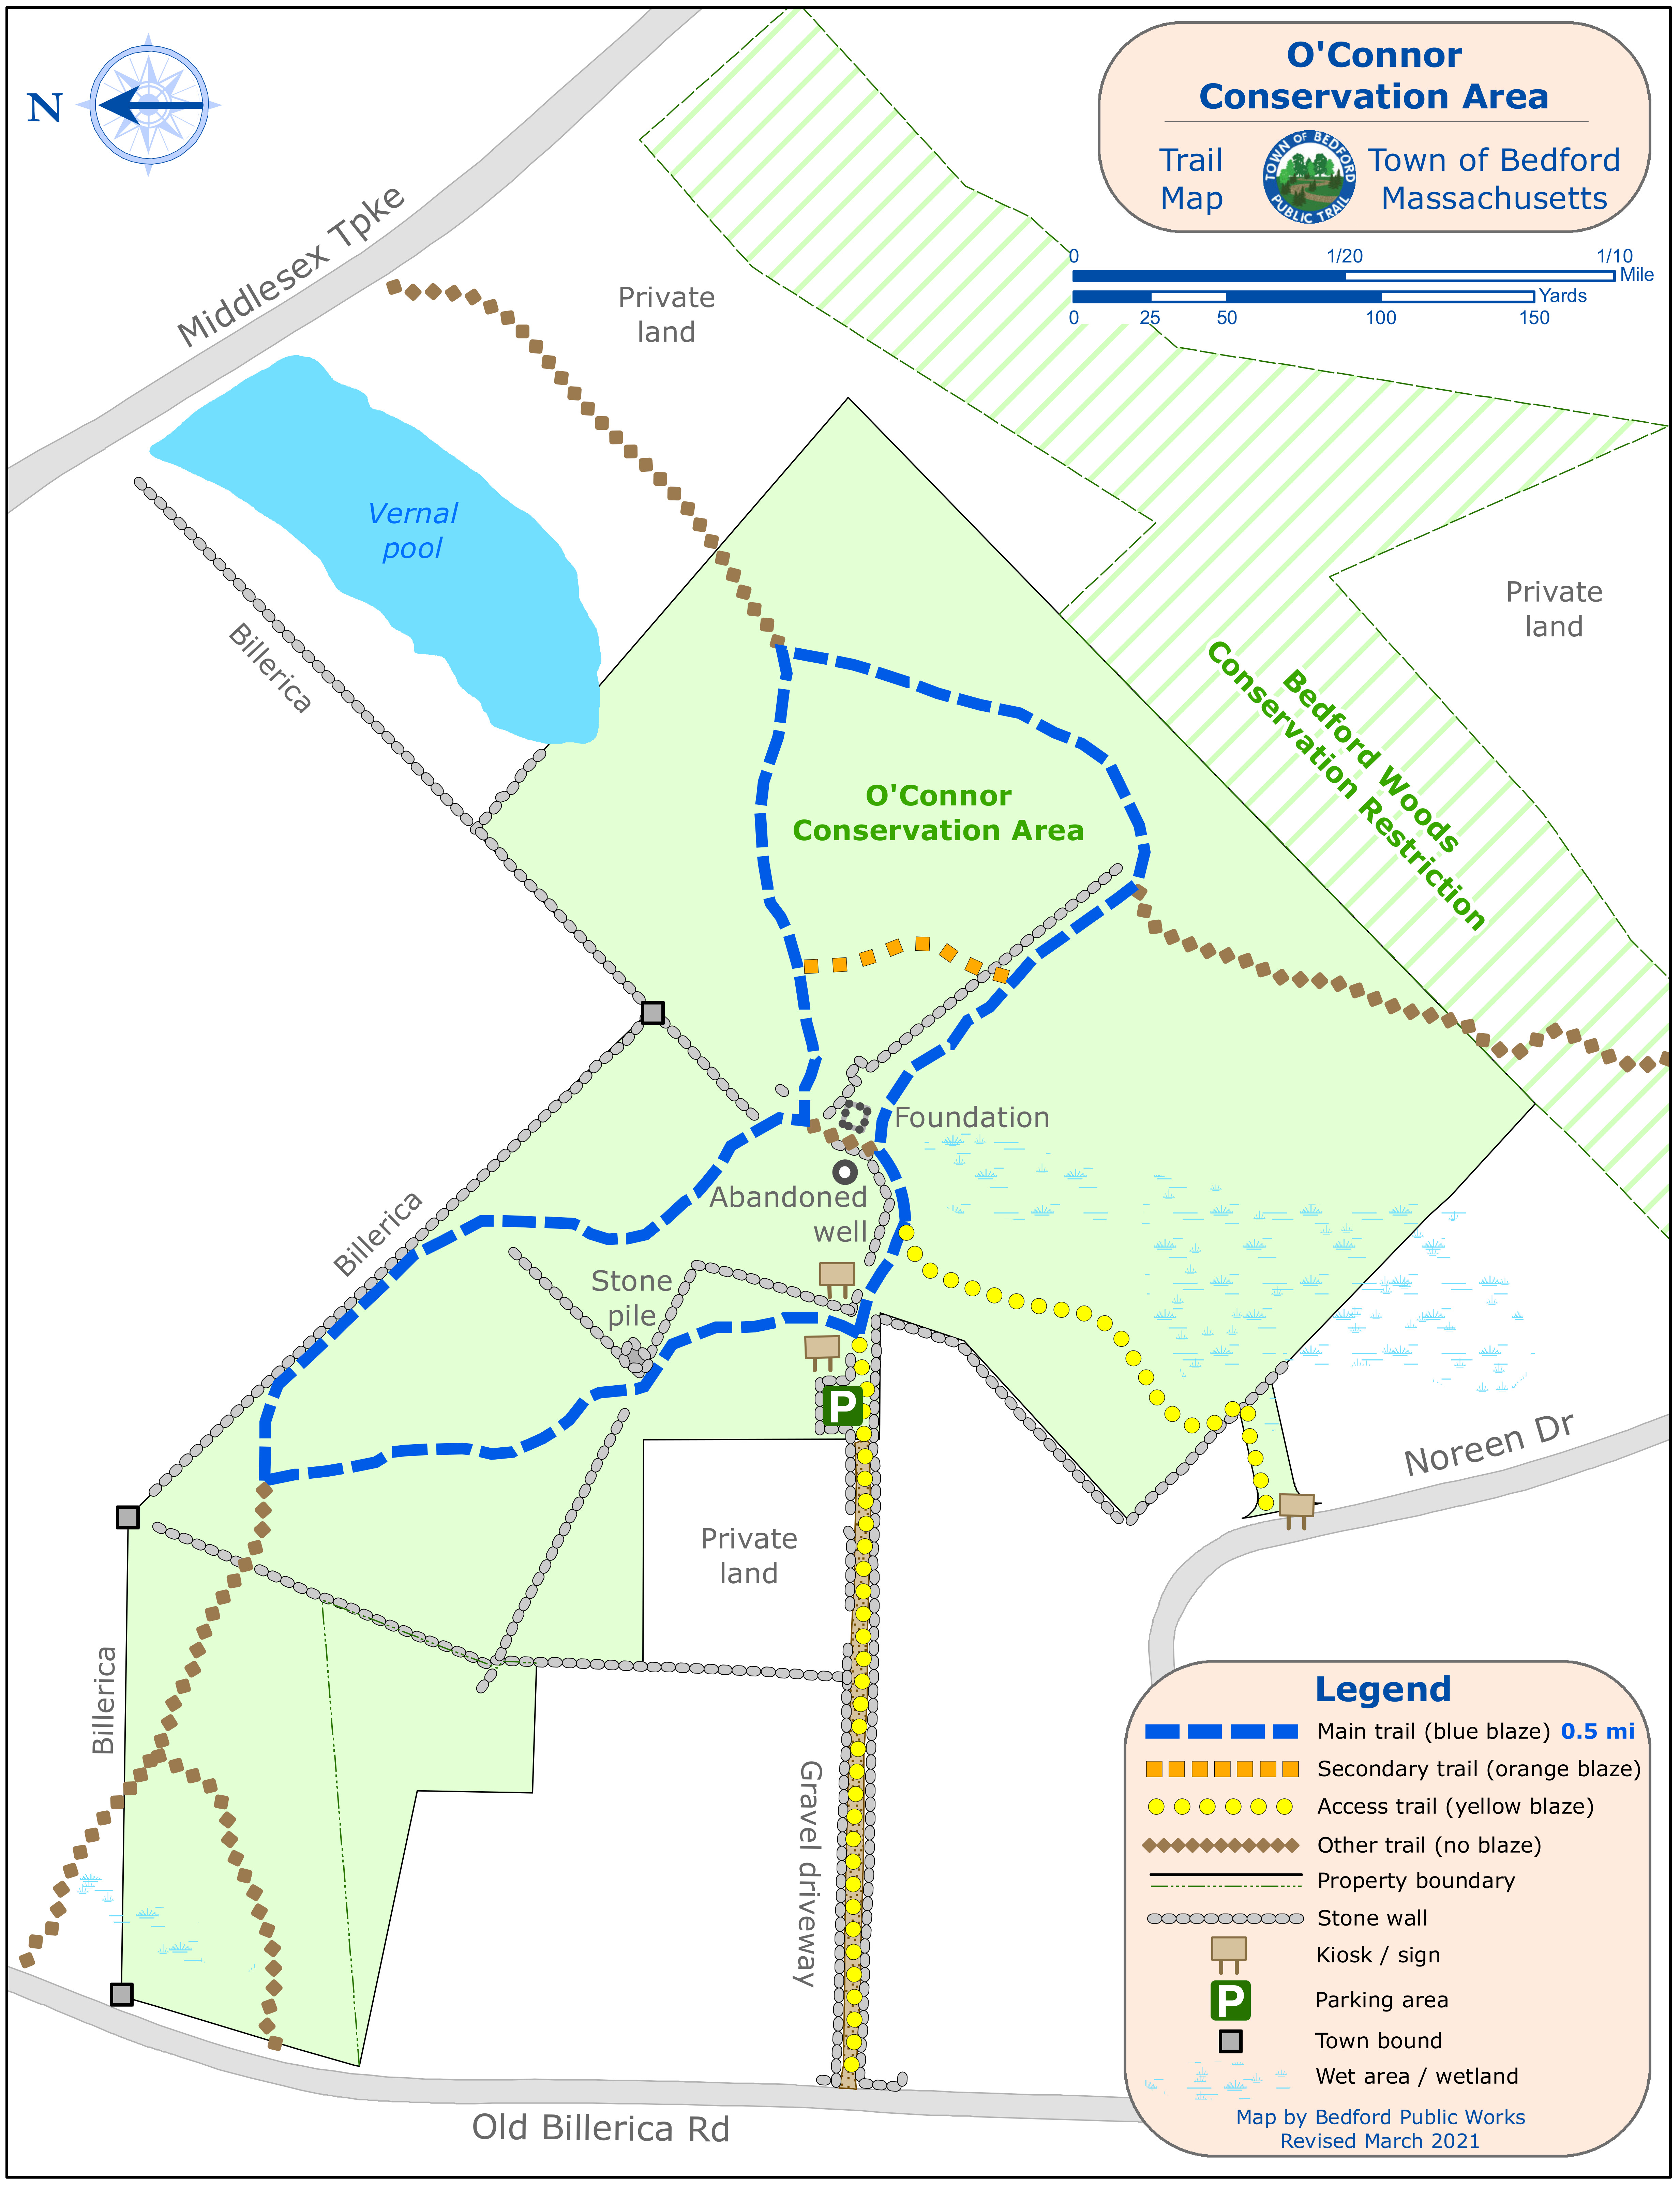 N
O'Connor
Conservation Area
Trail
Map
TOWN OF BEDFORD
PUBLIC TRAIL
Town of Bedford
Massachusetts
0 1/20 1/10
Mile
Yards
0 25 50 100 150
Middlesex Tpke
Private
land
Vernal
pool
Private
land
Billerica
Bedford Woods
Conservation Restriction
O'Connor
Conservation Area
Foundation
Abandoned
well
Billerica
Stone
pile
P
Noreen Dr
Private
land
Billerica
Gravel driveway
Old Billerica Rd
Legend
Main trail (blue blaze) 0.5 mi
Secondary trail (orange blaze)
Access trail (yellow blaze)
Other trail (no blaze)
Property boundary
Stone wall
Kiosk / sign
P Parking area
Town bound
Wet area / wetland
Map by Bedford Public Works
Revised March 2021